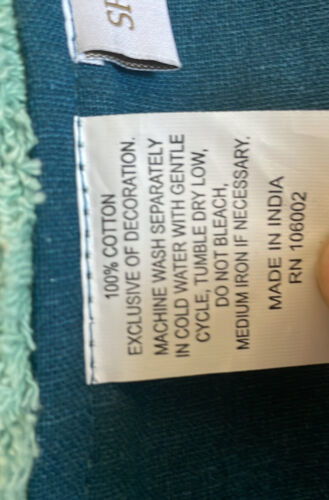 SP
100% COTTON
EXCLUSIVE OF DECORATION.
MACHINE WASH SEPARATELY
IN COLD WATER WITH GENTLE
CYCLE, TUMBLE DRY LOW,
DO NOT BLEACH,
MEDIUM IRON IF NECESSARY.
MADE IN INDIA
RN 106002